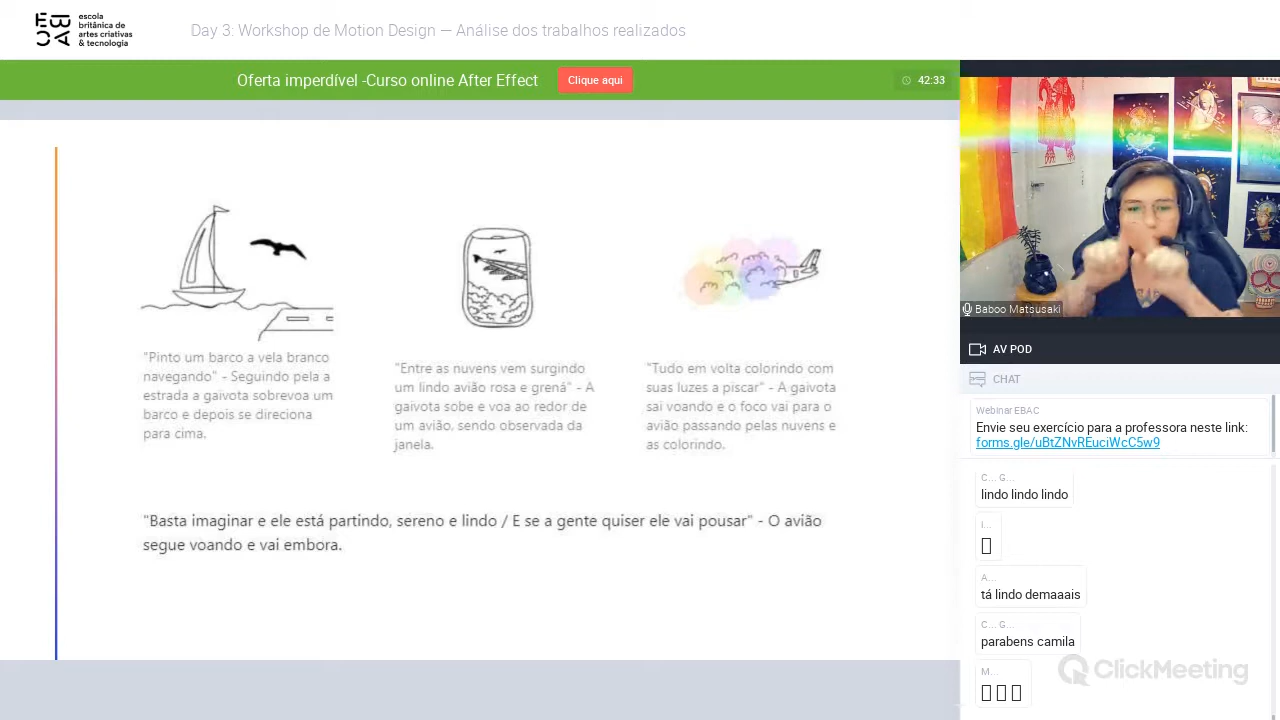 escola
britânica de
artes criativas
& tecnologia
EBAC
Day 3: Workshop de Motion Design — Análise dos trabalhos realizados
Oferta imperdível -Curso online After Effect
Clique aqui
42:33
"Pinto um barco a vela branco
navegando" - Seguindo pela a
estrada a gaivota sobrevoa um
barco e depois se direciona
para cima.
"Entre as nuvens vem surgindo
um lindo avião rosa e grená" - A
gaivota sobe e voa ao redor de
um avião, sendo observada da
janela.
"Tudo em volta colorindo com
suas luzes a piscar" - A gaivota
sai voando e o foco vai para o
avião passando pelas nuvens e
as colorindo.
"Basta imaginar e ele está partindo, sereno e lindo / E se a gente quiser ele vai pousar" - O avião
segue voando e vai embora.
Baboo Matsusaki
AV POD
CHAT
Webinar EBAC
Envie seu exercício para a professora neste link:
forms.gle/uBtZNvREuciWcC5w9
C... G...
lindo lindo lindo
I...
A...
tá lindo demaaais
C... G...
parabens camila
M...
ClickMeeting